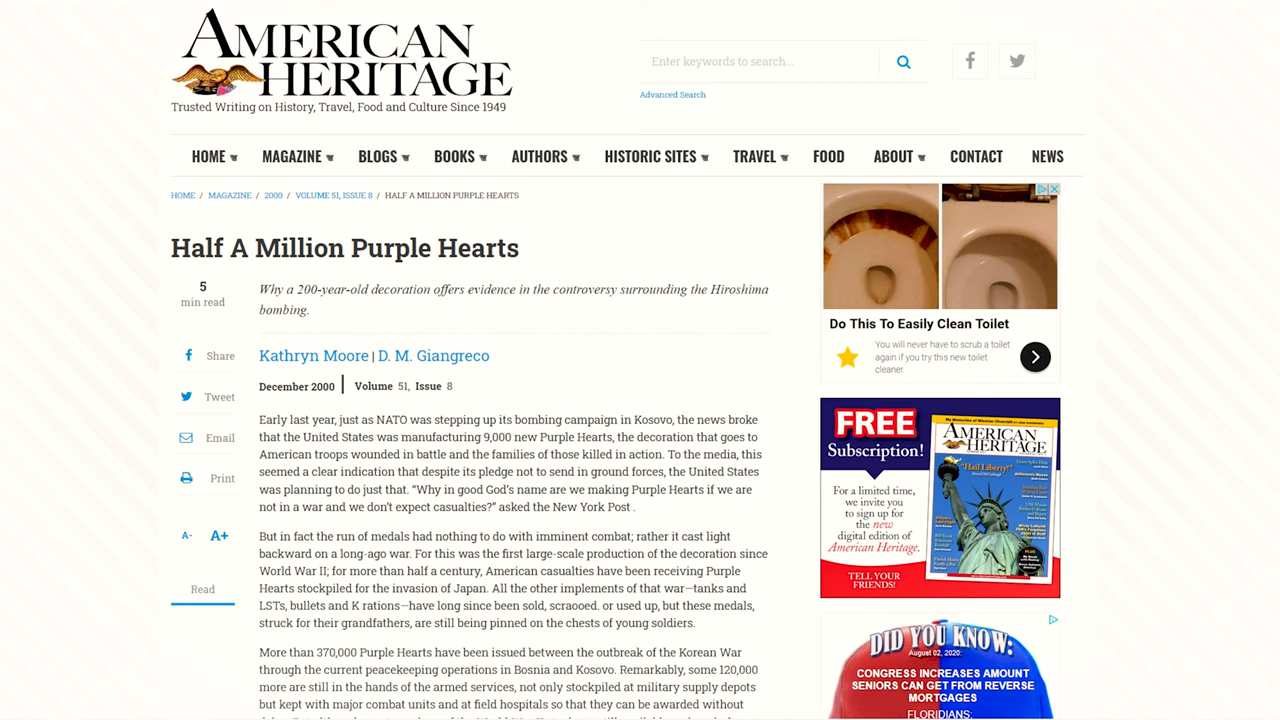 AMERICAN
HERITAGE
Trusted Writing on History, Travel, Food and Culture Since 1949
Enter keywords to search...
Advanced Search
HOME MAGAZINE BLOGS BOOKS AUTHORS HISTORIC SITES TRAVEL FOOD ABOUT CONTACT NEWS
HOME / MAGAZINE / 2000 / VOLUME 51, ISSUE 8 / HALF A MILLION PURPLE HEARTS
Half A Million Purple Hearts
5
min read
Why a 200-year-old decoration offers evidence in the controversy surrounding the Hiroshima
bombing.
Share
Tweet
Email
Print
A- A+
Read
Kathryn Moore | D. M. Giangreco
December 2000 | Volume 51, Issue 8
Early last year, just as NATO was stepping up its bombing campaign in Kosovo, the news broke
that the United States was manufacturing 9,000 new Purple Hearts, the decoration that goes to
American troops wounded in battle and the families of those killed in action. To the media, this
seemed a clear indication that despite its pledge not to send in ground forces, the United States
was planning to do just that. “Why in good God’s name are we making Purple Hearts if we are
not in a war and we don’t expect casualties?” asked the New York Post .
But in fact the run of medals had nothing to do with imminent combat; rather it cast light
backward on a long-ago war. For this was the first large-scale production of the decoration since
World War II. For more than half a century, American casualties have been receiving Purple
Hearts stockpiled for the invasion of Japan. All the other implements of that war—tanks and
LSTs, bullets and K rations—have long since been sold, scraooed. or used up, but these medals,
struck for their grandfathers, are still being pinned on the chests of young soldiers.
More than 370,000 Purple Hearts have been issued between the outbreak of the Korean War
through the current peacekeeping operations in Bosnia and Kosovo. Remarkably, some 120,000
more are still in the hands of the armed services, not only stockpiled at military supply depots
but kept with major combat units and at field hospitals so that they can be awarded without
Do This To Easily Clean Toilet
You will never have to scrub a toilet
again if you try this new toilet
cleaner.
FREE
Subscription!
For a limited time,
we invite you
to sign up for
the new
digital edition of
American Heritage.
TELL YOUR
FRIENDS!
AMERICAN
HERITAGE
"Hail Liberty!"
PLUS
DID YOU KNOW:
August 02, 2020:
CONGRESS INCREASES AMOUNT
SENIORS CAN GET FROM REVERSE
MORTGAGES
FLORIDIANS: